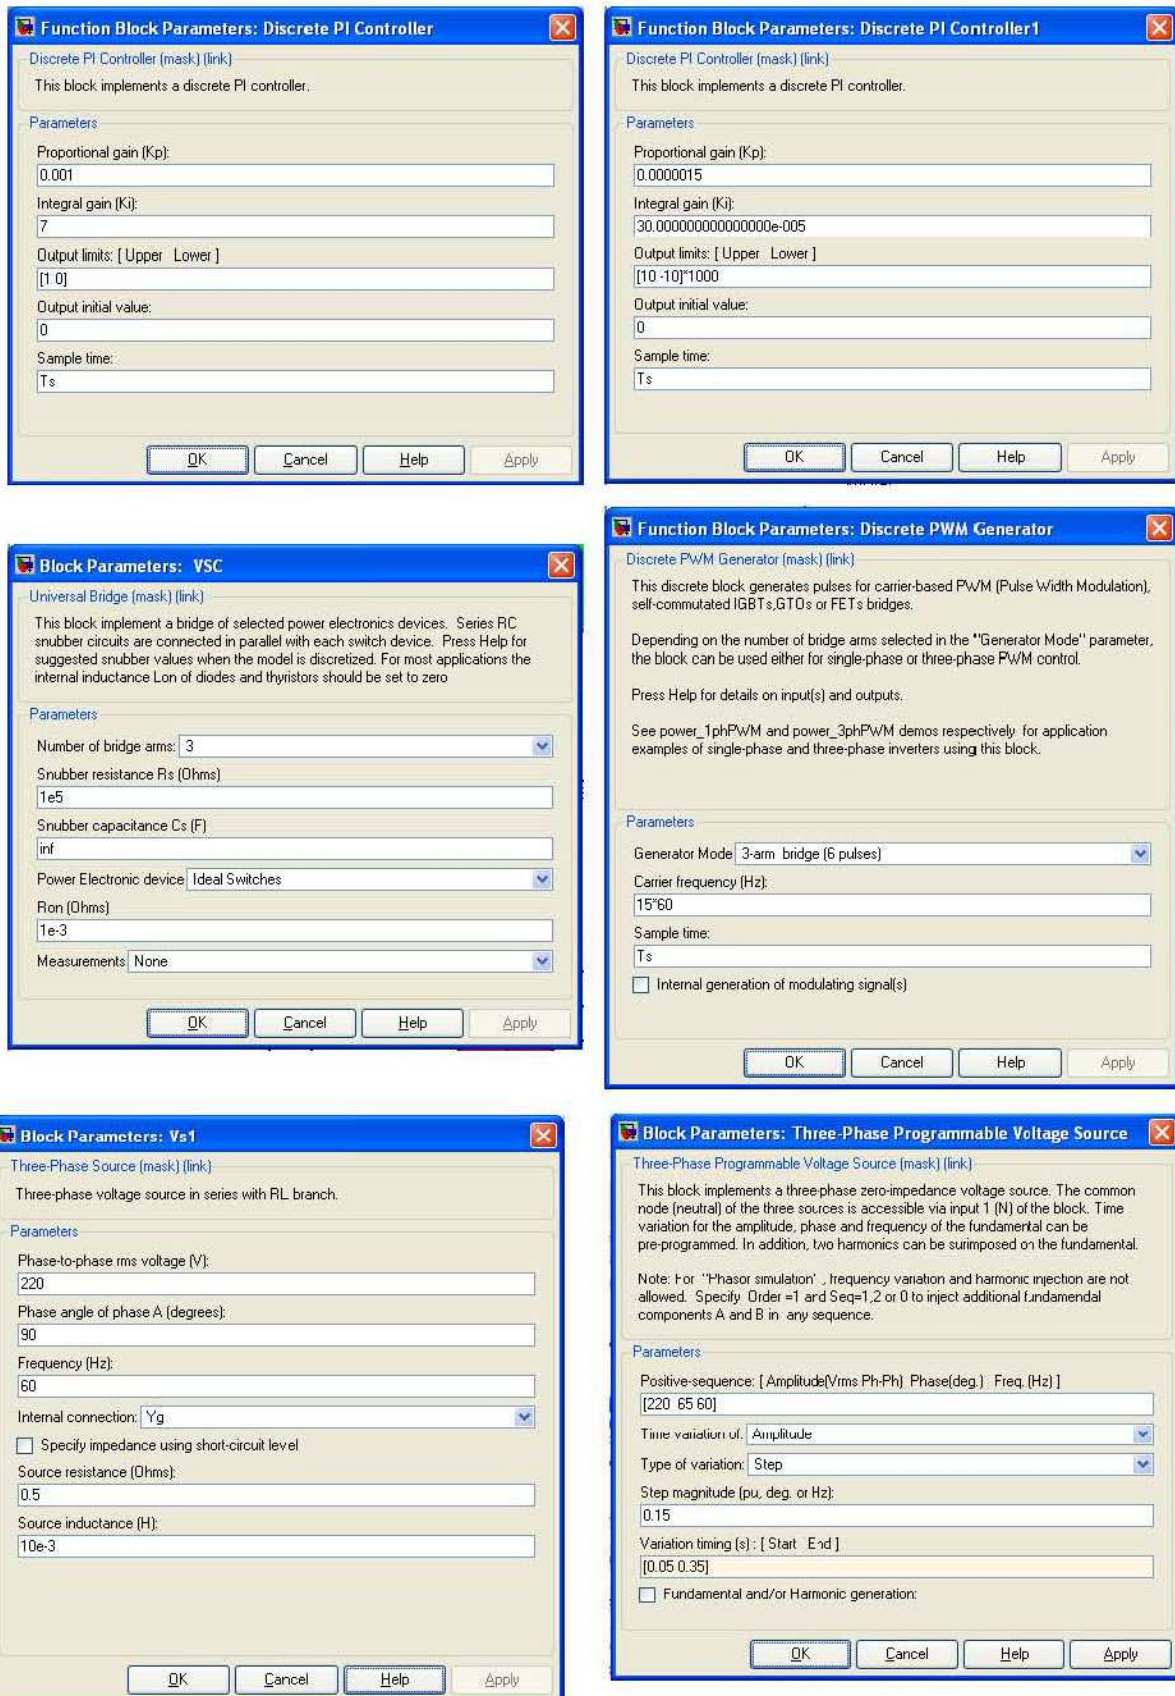 Function Block Parameters: Discrete PI Controller
Discrete PI Controller (mask) (link)
This block implements a discrete PI controller.
Parameters
Proportional gain (Kp):
0.001
Integral gain (Ki):
7
Output limits: [ Upper Lower ]
[1 0]
Output initial value:
0
Sample time:
Ts
OK
Cancel
Help
Apply
Function Block Parameters: Discrete PI Controller1
Discrete PI Controller (mask) (link)
This block implements a discrete PI controller.
Parameters
Proportional gain (Kp):
0.0000015
Integral gain (Ki):
30.000000000000000e-005
Output limits: [ Upper Lower ]
[10 -10]*1000
Output initial value:
0
Sample time:
Ts
OK
Cancel
Help
Apply
Block Parameters: VSC
Universal Bridge (mask) (link)
This block implement a bridge of selected power electronics devices. Series RC
snubber circuits are connected in parallel with each switch device. Press Help for
suggested snubber values when the model is discretized. For most applications the
internal inductance Lon of diodes and thyristors should be set to zero
Parameters
Number of bridge arms: 3
Snubber resistance Rs (Ohms)
1e5
Snubber capacitance Cs (F)
inf
Power Electronic device Ideal Switches
Ron (Ohms)
1e-3
Measurements None
OK
Cancel
Help
Apply
Function Block Parameters: Discrete PWM Generator
Discrete PWM Generator (mask) (link)
This discrete block generates pulses for carrier-based PWM (Pulse Width Modulation),
self-commutated IGBTs,GTOs or FETs bridges.
Depending on the number of bridge arms selected in the "Generator Mode" parameter,
the block can be used either for single-phase or three-phase PWM control.
Press Help for details on input(s) and outputs.
See power_1phPWM and power_3phPWM demos respectively for application
examples of single-phase and three-phase inverters using this block.
Parameters
Generator Mode 3-arm bridge (6 pulses)
Carrier frequency (Hz):
15*60
Sample time:
Ts
Internal generation of modulating signal(s)
OK
Cancel
Help
Apply
Block Parameters: Vs1
Three-Phase Source (mask) (link)
Three-phase voltage source in series with RL branch.
Parameters
Phase-to-phase rms voltage (V):
220
Phase angle of phase A (degrees):
90
Frequency (Hz):
60
Internal connection: Yg
Specify impedance using short-circuit level
Source resistance (Ohms):
0.5
Source inductance (H):
10e-3
OK
Cancel
Help
Apply
Block Parameters: Three-Phase Programmable Voltage Source
Three-Phase Programmable Voltage Source (mask) (link)
This block implements a three-phase zero-impedance voltage source. The common
node (neutral) of the three sources is accessible via input 1 (N) of the block. Time
variation for the amplitude, phase and frequency of the fundamental can be
pre-programmed. In addition, two harmonics can be surimposed on the fundamental.
Note: For "Phasor simulation", frequency variation and harmonic injection are not
allowed. Specify Order =1 and Seq=1,2 or 0 to inject additional fundamendal
components A and B in any sequence.
Parameters
Positive-sequence: [ Amplitude(Vrms Ph-Ph) Phase(deg.) Freq. (Hz) ]
[220 65 60]
Time variation of: Amplitude
Type of variation: Step
Step magnitude (pu, deg. or Hz):
0.15
Variation timing (s) : [ Start End ]
[0.05 0.35]
Fundamental and/or Harmonic generation:
OK
Cancel
Help
Apply